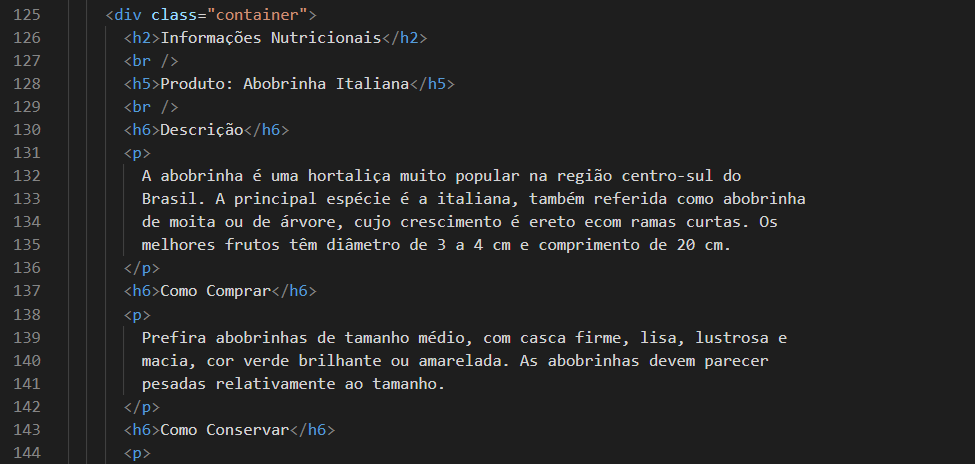 125 <div class="container">
126 <h2>Informações Nutricionais</h2>
127 <br />
128 <h5>Produto: Abobrinha Italiana</h5>
129 <br />
130 <h6>Descrição</h6>
131 <p>
132 A abobrinha é uma hortaliça muito popular na região centro-sul do
133 Brasil. A principal espécie é a italiana, também referida como abobrinha
134 de moita ou de árvore, cujo crescimento é ereto ecom ramas curtas. Os
135 melhores frutos têm diâmetro de 3 a 4 cm e comprimento de 20 cm.
136 </p>
137 <h6>Como Comprar</h6>
138 <p>
139 Prefira abobrinhas de tamanho médio, com casca firme, lisa, lustrosa e
140 macia, cor verde brilhante ou amarelada. As abobrinhas devem parecer
141 pesadas relativamente ao tamanho.
142 </p>
143 <h6>Como Conservar</h6>
144 <p>